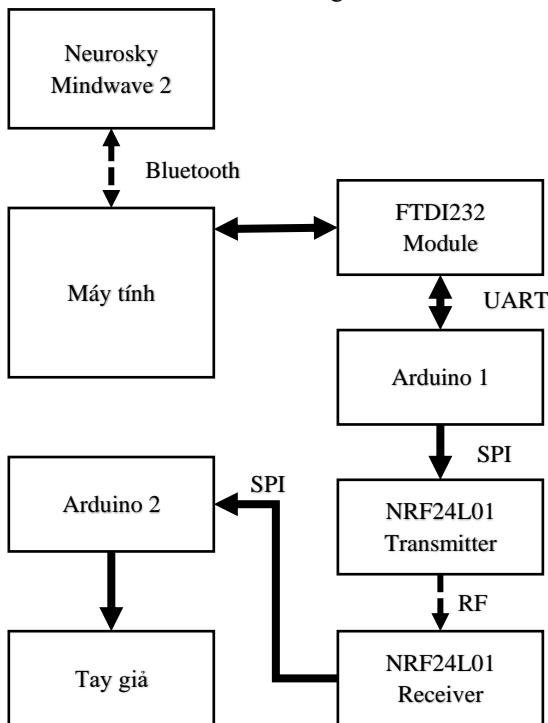 Neurosky
Mindwave 2
Bluetooth
Máy tính
FTDI232
Module
UART
Arduino 1
SPI
NRF24L01
Transmitter
RF
NRF24L01
Receiver
SPI
Arduino 2
Tay giả